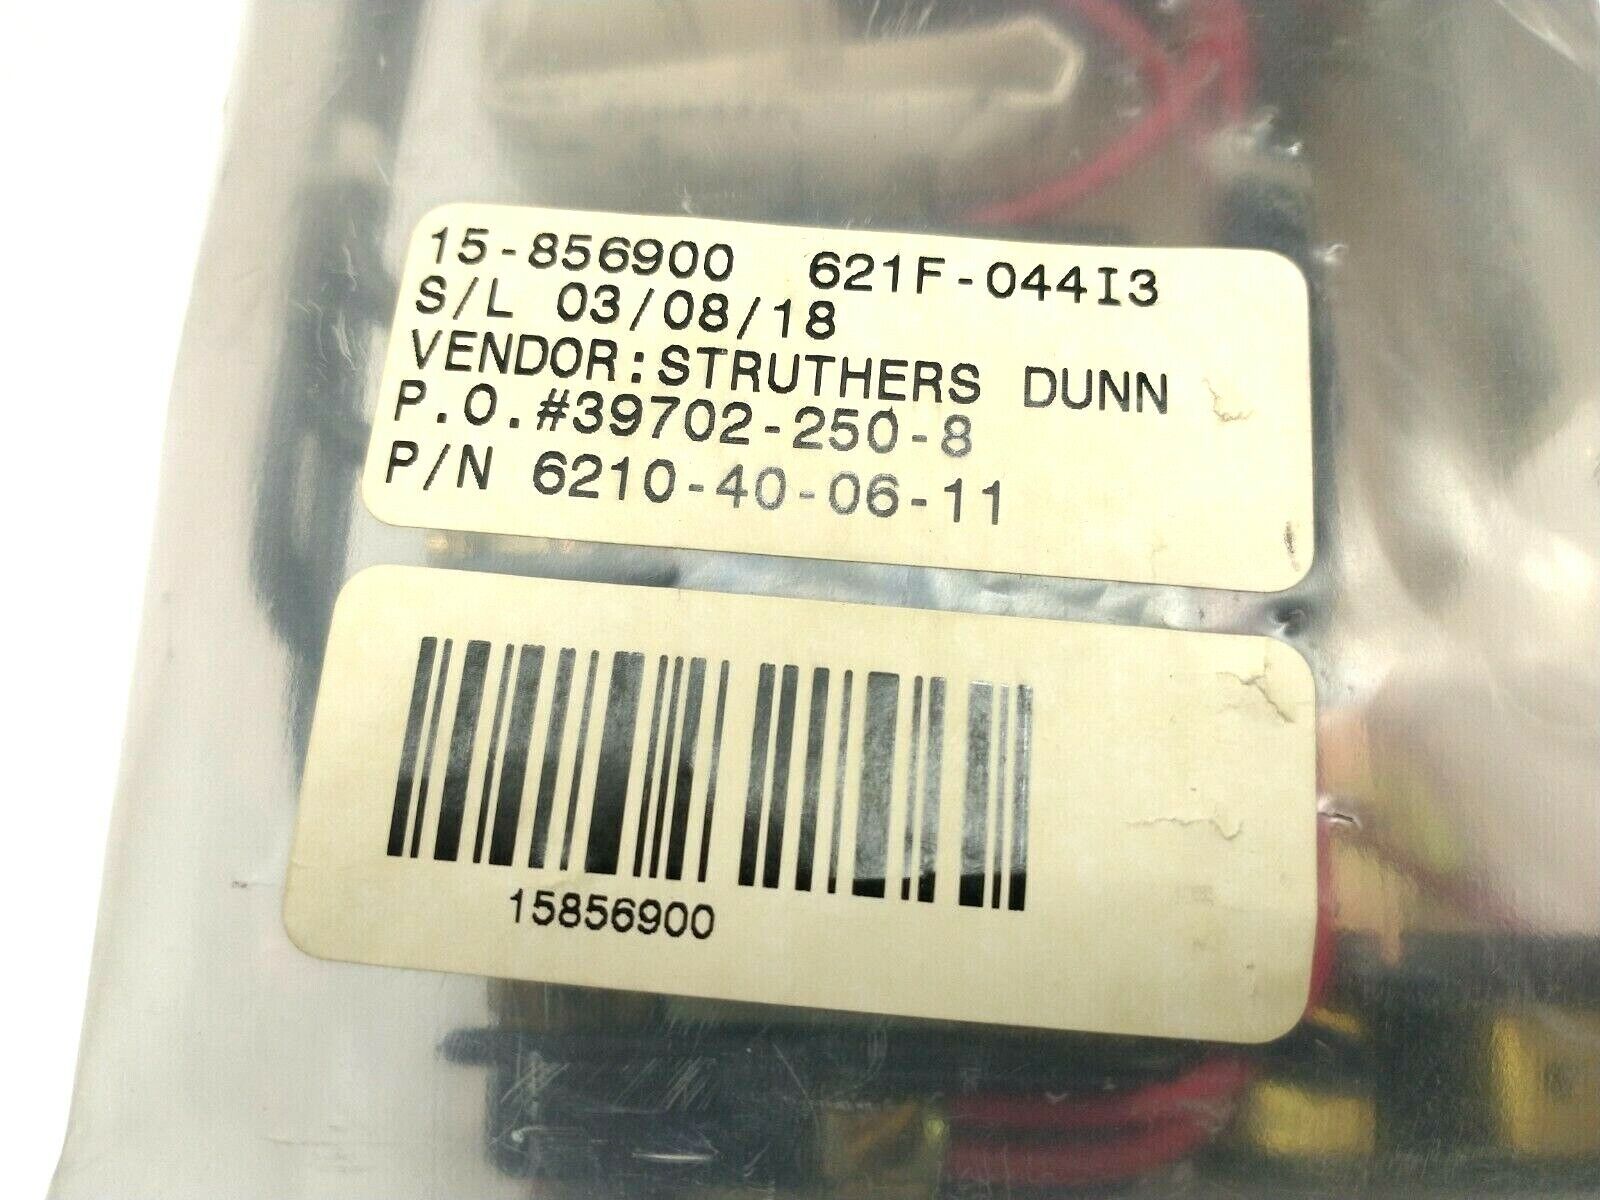 15-856900 621F-044I3
S/L 03/08/18
VENDOR:STRUTHERS DUNN
P.O.#39702-250-8
P/N 6210-40-06-11
15856900